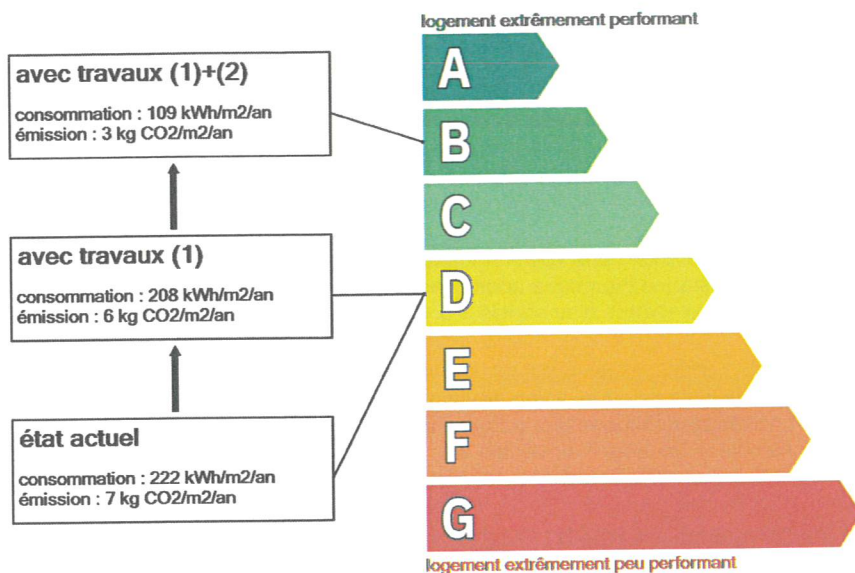 logement extrêmement performant
avec travaux (1)+(2)
consommation : 109 kWh/m2/an
émission : 3 kg CO2/m2/an
avec travaux (1)
consommation : 208 kWh/m2/an
émission : 6 kg CO2/m2/an
état actuel
consommation : 222 kWh/m2/an
émission : 7 kg CO2/m2/an
A
B
C
D
E
F
G
logement extrêmement peu performant